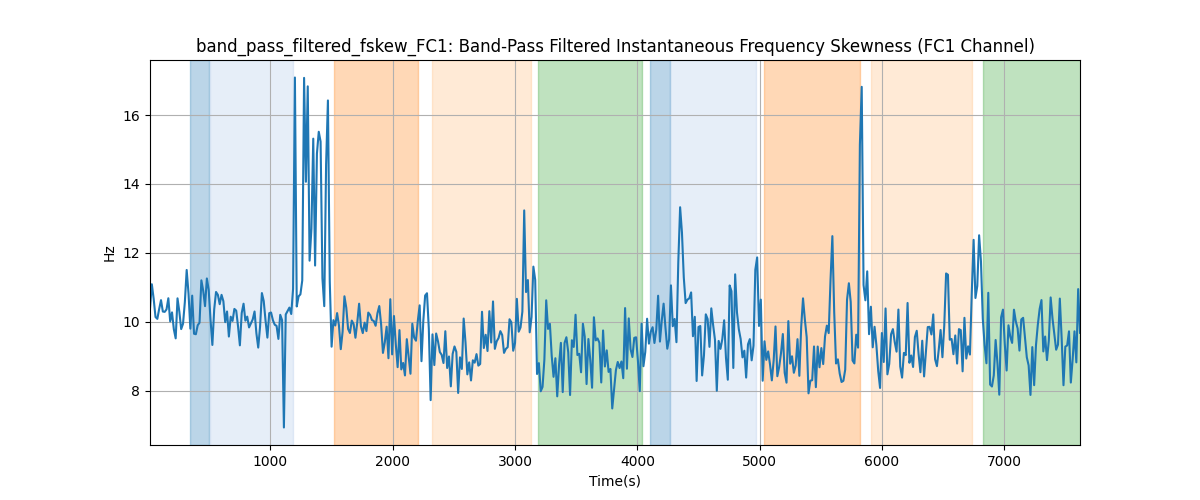 band_pass_filtered_fskew_FC1: Band-Pass Filtered Instantaneous Frequency Skewness (FC1 Channel)
16
14
12
10
8
Hz
1000 2000 3000 4000 5000 6000 7000
Time(s)